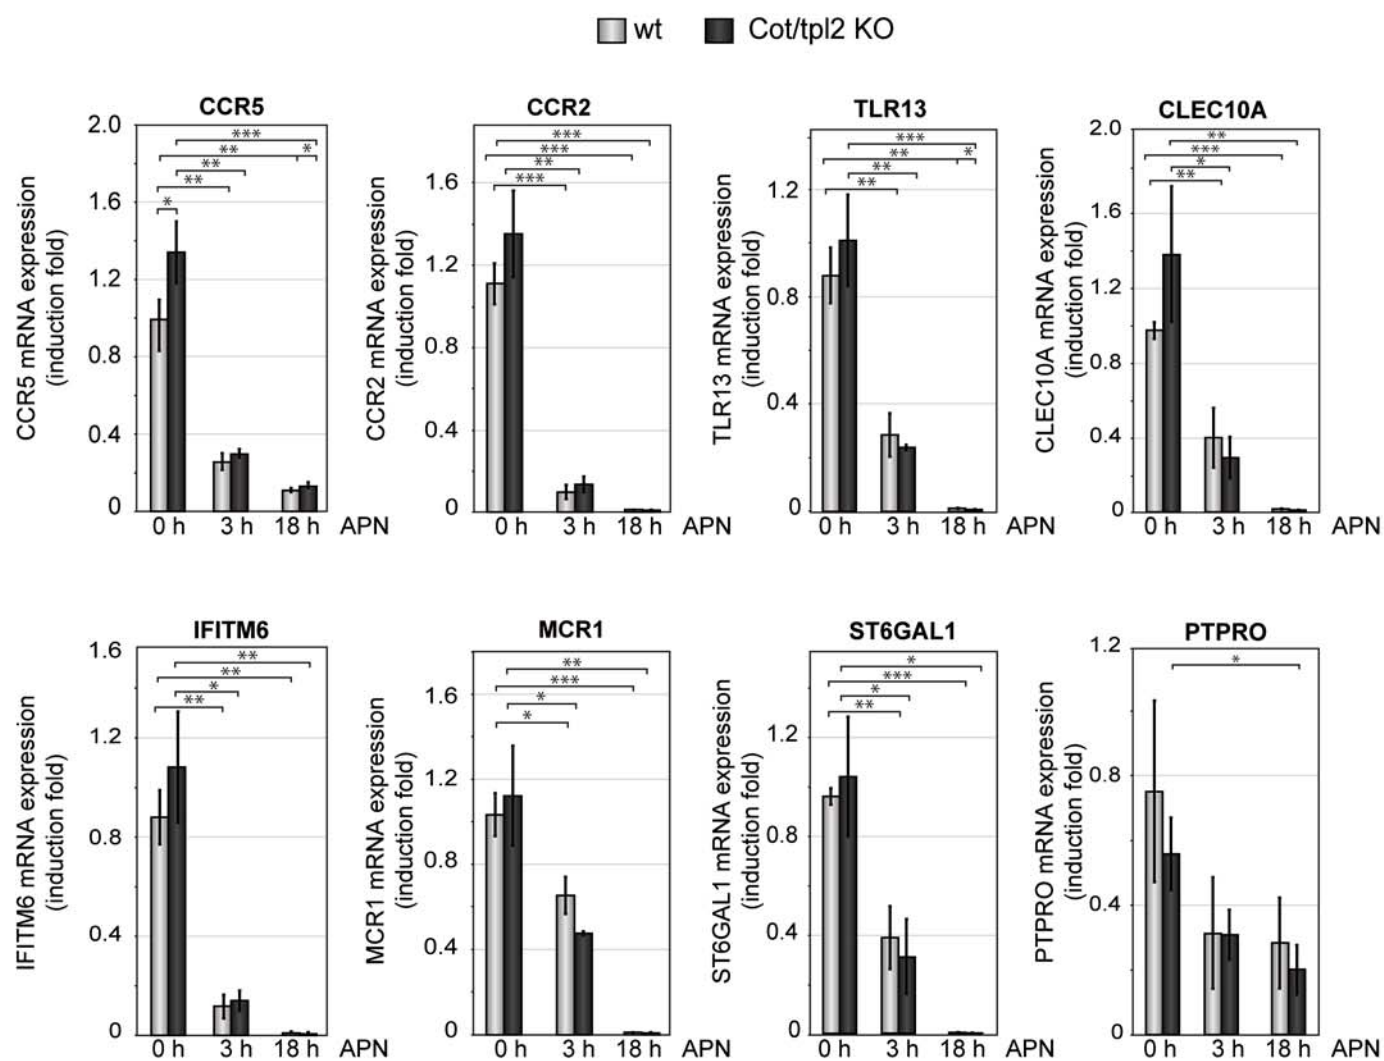 wt Cot/tpl2 KO
CCR5
CCR5 mRNA expression
(induction fold)
2.0
1.6
1.2
0.8
0.4
0
***
** *
**
**
*
0 h 3 h 18 h APN
CCR2
CCR2 mRNA expression
(induction fold)
1.6
1.2
0.8
0.4
0
***
***
**
***
0 h 3 h 18 h APN
TLR13
TLR13 mRNA expression
(induction fold)
1.2
0.8
0.4
0
***
** *
**
**
0 h 3 h 18 h APN
CLEC10A
CLEC10A mRNA expression
(induction fold)
2.0
1.6
1.2
0.8
0.4
0
**
***
*
**
0 h 3 h 18 h APN
IFITM6
IFITM6 mRNA expression
(induction fold)
1.6
1.2
0.8
0.4
0
**
**
*
**
0 h 3 h 18 h APN
MCR1
MCR1 mRNA expression
(induction fold)
1.6
1.2
0.8
0.4
0
**
***
*
*
0 h 3 h 18 h APN
ST6GAL1
ST6GAL1 mRNA expression
(induction fold)
1.2
0.8
0.4
0
*
***
*
**
0 h 3 h 18 h APN
PTPRO
PTPRO mRNA expression
(induction fold)
1.2
0.8
0.4
0
*
0 h 3 h 18 h APN